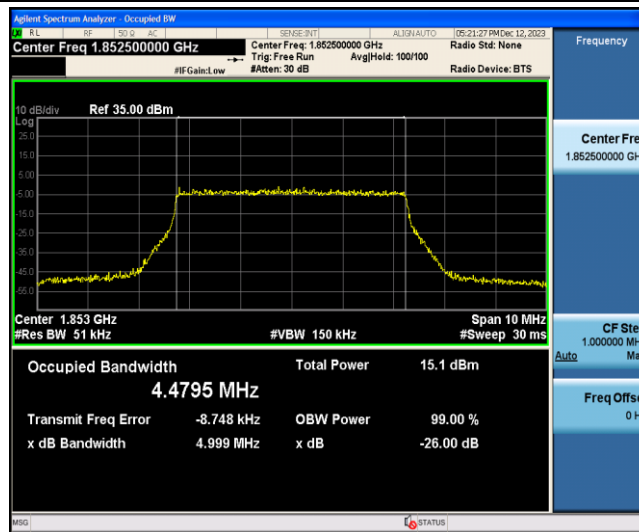 Agilent Spectrum Analyzer - Occupied BW
RL RF 50 Ω AC SENSE:INT ALIGN AUTO 05:21:27 PM Dec 12, 2023
Center Freq 1.852500000 GHz
Center Freq: 1.852500000 GHz
Radio Std: None
Trig: Free Run Avg|Hold: 100/100
#IFGain:Low
#Atten: 30 dB
Radio Device: BTS
Frequency
10 dB/div Ref 35.00 dBm
Log
25.0
15.0
5.00
-5.00
-15.0
-25.0
-35.0
-45.0
-55.0
Center Fre
1.852500000 GH
Center 1.853 GHz
Span 10 MHz
#Res BW 51 kHz
#VBW 150 kHz
#Sweep 30 ms
CF Ste
1.000000 MH
Auto Ma
Occupied Bandwidth
4.4795 MHz
Total Power 15.1 dBm
Transmit Freq Error -8.748 kHz
OBW Power 99.00 %
x dB Bandwidth 4.999 MHz
x dB -26.00 dB
Freq Offs
0 H
MSG
STATUS